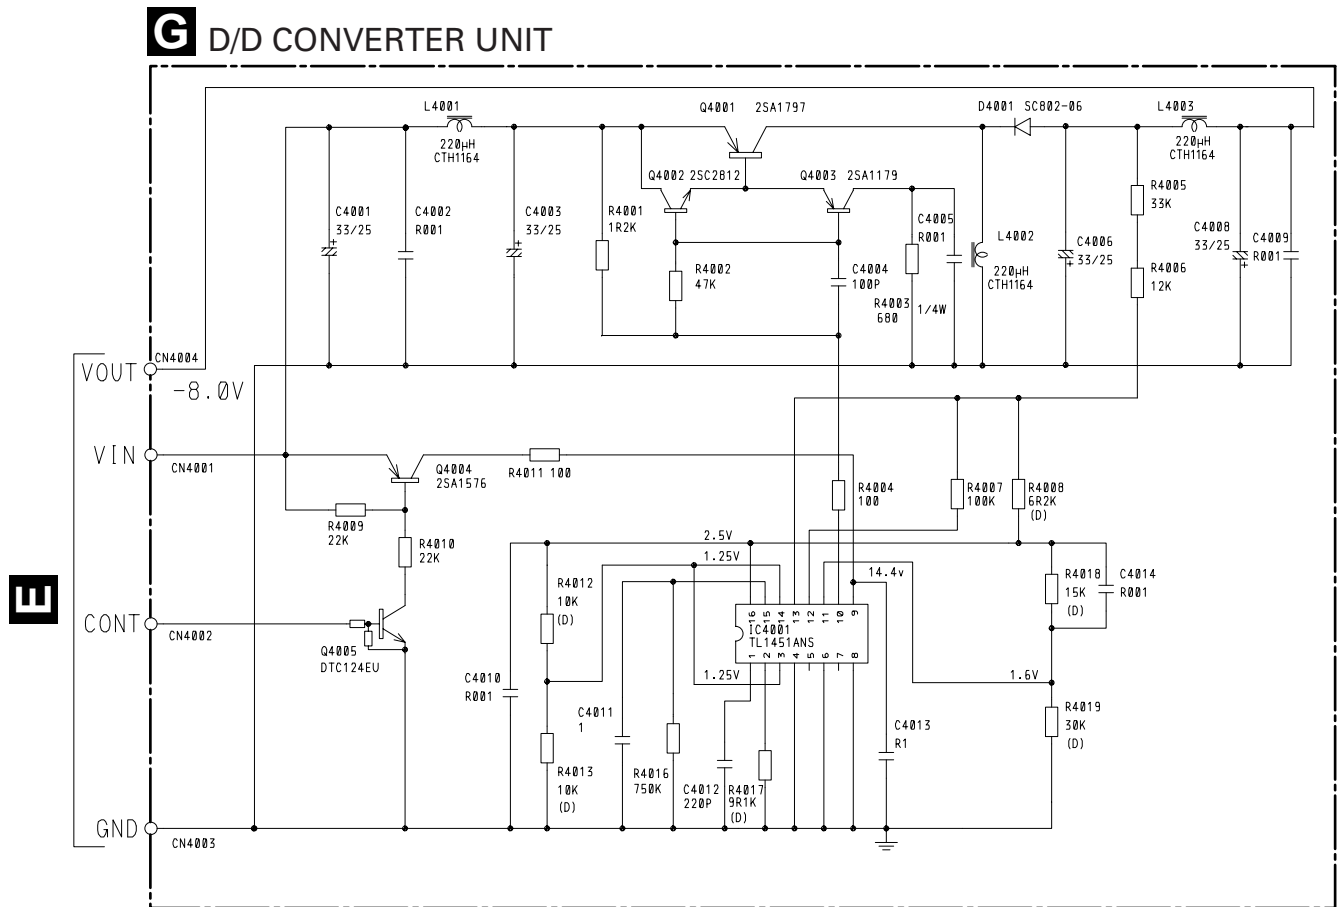 G D/D CONVERTER UNIT
L4001
220µH
CTH1164
Q4001 2SA1797
D4001 SC802-06
L4003
220µH
CTH1164
Q4002 2SC2812
Q4003 2SA1179
C4001
33/25
C4002
R001
C4003
33/25
R4001
1R2K
R4002
47K
C4004
100P
R4003
680
1/4W
C4005
R001
L4002
220µH
CTH1164
C4006
33/25
R4005
33K
R4006
12K
C4008
33/25
C4009
R001
VOUT
CN4004
-8.0V
VIN
CN4001
Q4004
2SA1576
R4011 100
R4009
22K
R4010
22K
R4004
100
R4007
100K
R4008
6R2K
(D)
2.5V
1.25V
14.4v
E
CONT
CN4002
Q4005
DTC124EU
R4012
10K
(D)
16 15 14 13 12 11 10 9
IC4001
TL1451ANS
1 2 3 4 5 6 7 8
R4018
15K
(D)
C4014
R001
1.25V
1.6V
C4010
R001
C4011
1
R4013
10K
(D)
R4016
750K
C4012
220P
R4017
9R1K
(D)
C4013
R1
R4019
30K
(D)
GND
CN4003